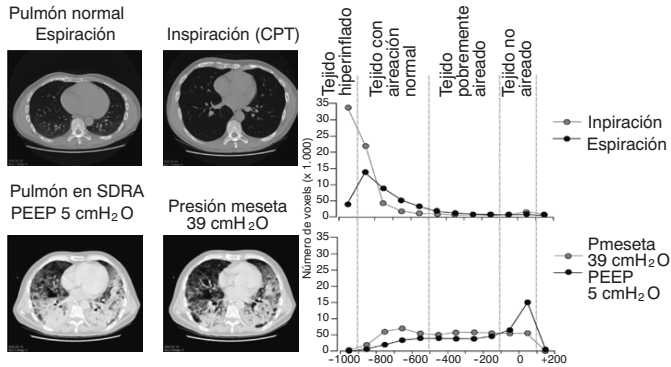 Pulmón normal
Espiración
Inspiración (CPT)
Pulmón en SDRA
PEEP 5 cmH2O
Presión meseta
39 cmH2O
Tejido
hiperinflado
Tejido con
aireación
normal
Tejido
pobremente
aireado
Tejido no
aireado
Número de voxels (x 1.000)
35
30
25
20
15
10
50
0
Inpiración
Espiración
35
30
25
20
15
10
50
0
-1000
-800
-600
-400
-200
0
+200
Pmeseta
39 cmH2O
PEEP
5 cmH2O